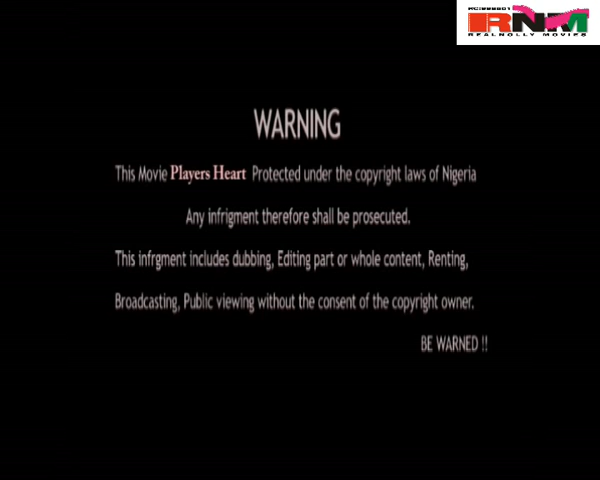 RNM
REALNOLLY MOVIES
WARNING
This Movie Players Heart Protected under the copyright laws of Nigeria
Any infrigment therefore shall be prosecuted.
This infrgment includes dubbing, Editing part or whole content, Renting,
Broadcasting, Public viewing without the consent of the copyright owner.
BE WARNED !!